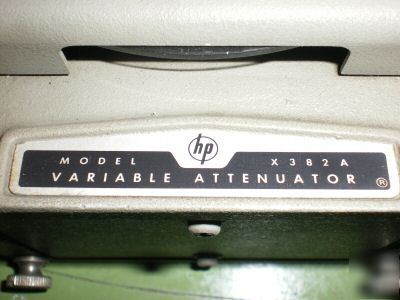 hp
MODEL X382A
VARIABLE ATTENUATOR ®